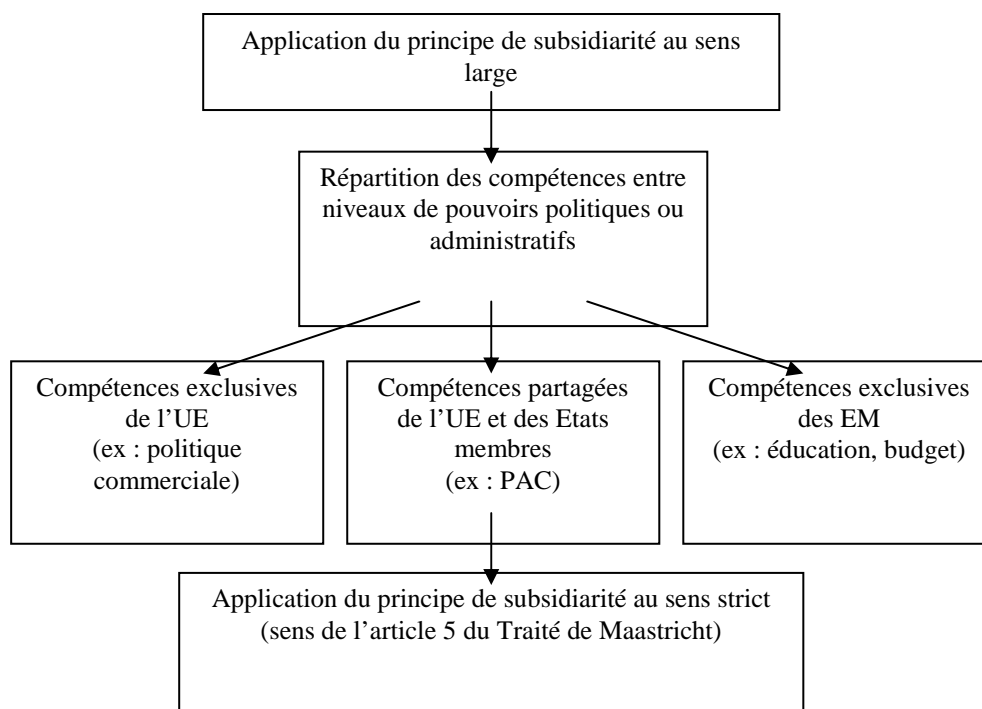 Application du principe de subsidiarité au sens
large
Répartition des compétences entre
niveaux de pouvoirs politiques ou
administratifs
Compétences exclusives
de l’UE
(ex : politique
commerciale)
Compétences partagées
de l’UE et des Etats
membres
(ex : PAC)
Compétences exclusives
des EM
(ex : éducation, budget)
Application du principe de subsidiarité au sens strict
(sens de l’article 5 du Traité de Maastricht)